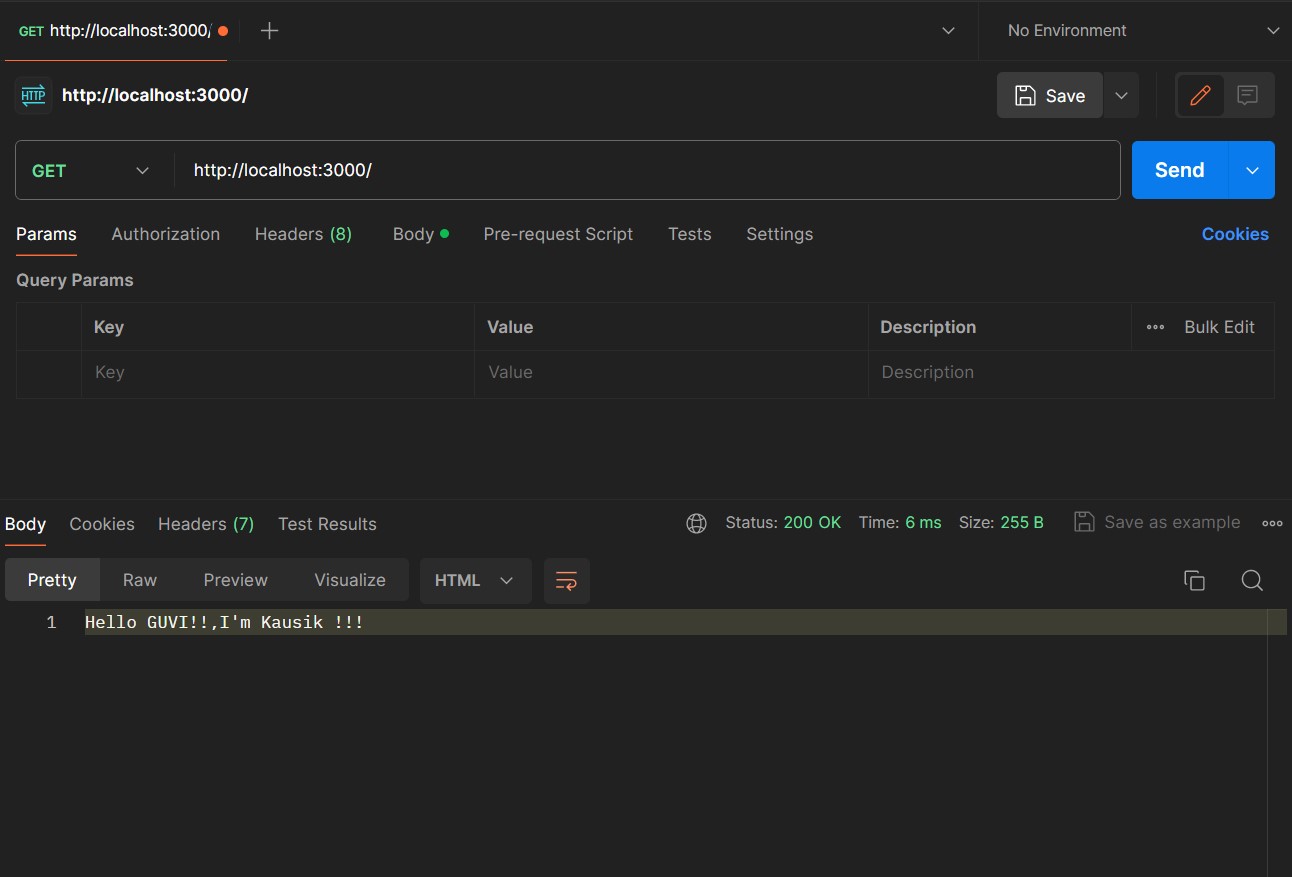 GET http://localhost:3000/ No Environment
HTTP http://localhost:3000/ Save
GET http://localhost:3000/ Send
Params Authorization Headers (8) Body Pre-request Script Tests Settings Cookies
Query Params
Key Value Description Bulk Edit
Key Value Description
Body Cookies Headers (7) Test Results Status: 200 OK Time: 6 ms Size: 255 B Save as example
Pretty Raw Preview Visualize HTML
1 Hello GUVI!!,I'm Kausik !!!